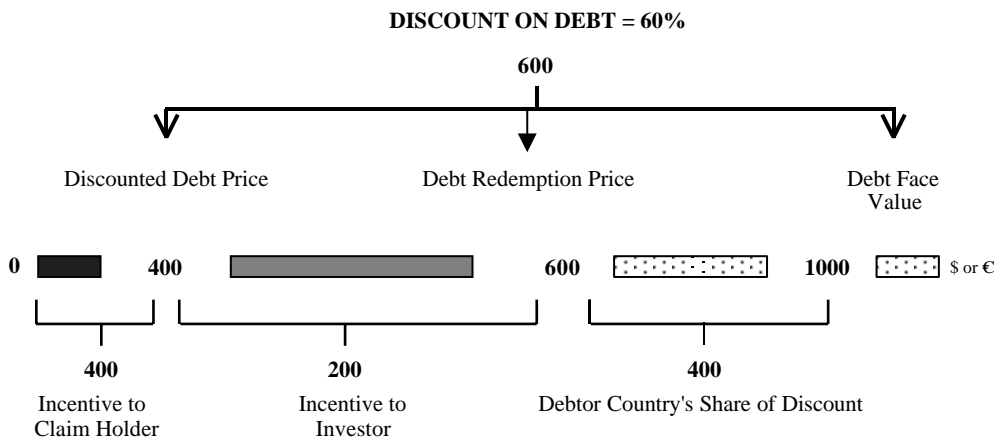 DISCOUNT ON DEBT = 60%
600
Discounted Debt Price
Debt Redemption Price
Debt Face
Value
0
400
600
1000
$ or €
400
200
400
Incentive to
Claim Holder
Incentive to
Investor
Debtor Country's Share of Discount